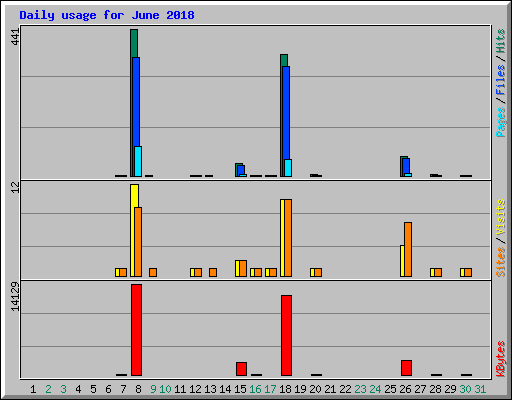 Daily usage for June 2018
441
Pages / Files / Hits
12
Sites / Visits
14129
KBytes
1 2 3 4 5 6 7 8 9 10 11 12 13 14 15 16 17 18 19 20 21 22 23 24 25 26 27 28 29 30 31